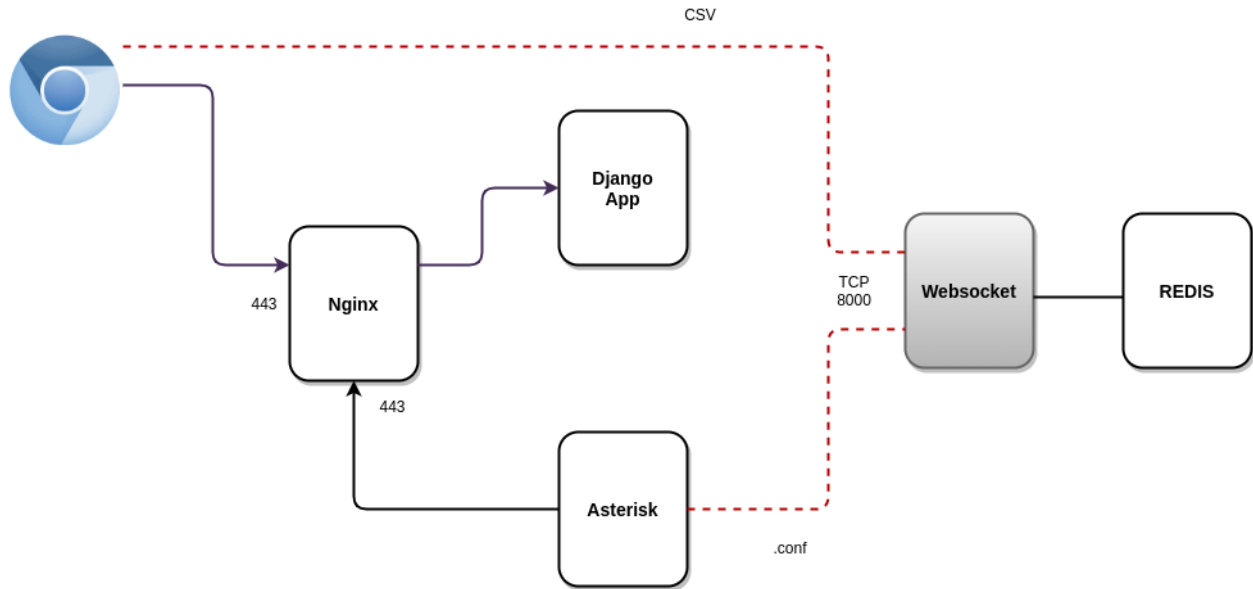 CSV
Django
App
443
Nginx
TCP
8000
Websocket
REDIS
443
Asterisk
.conf